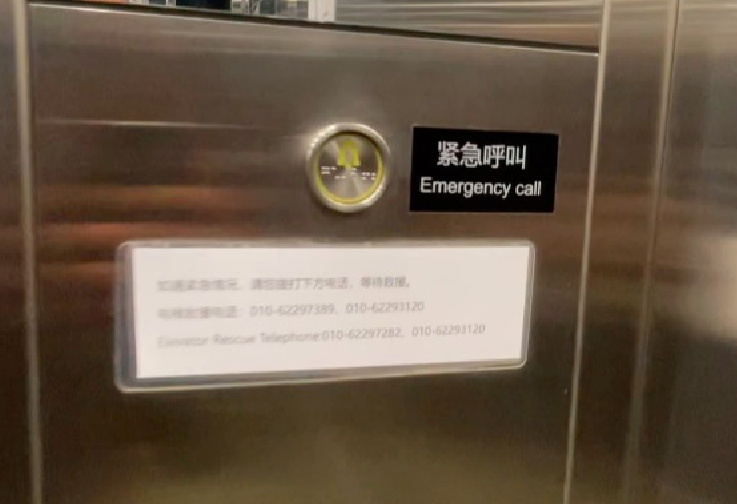 紧急呼叫
Emergency call
如遇紧急情况，请您拨打下方电话，等待救援。
电梯救援电话：010-62297389、010-62293120
Elevator Rescue Telephone:010-62297282、010-62293120